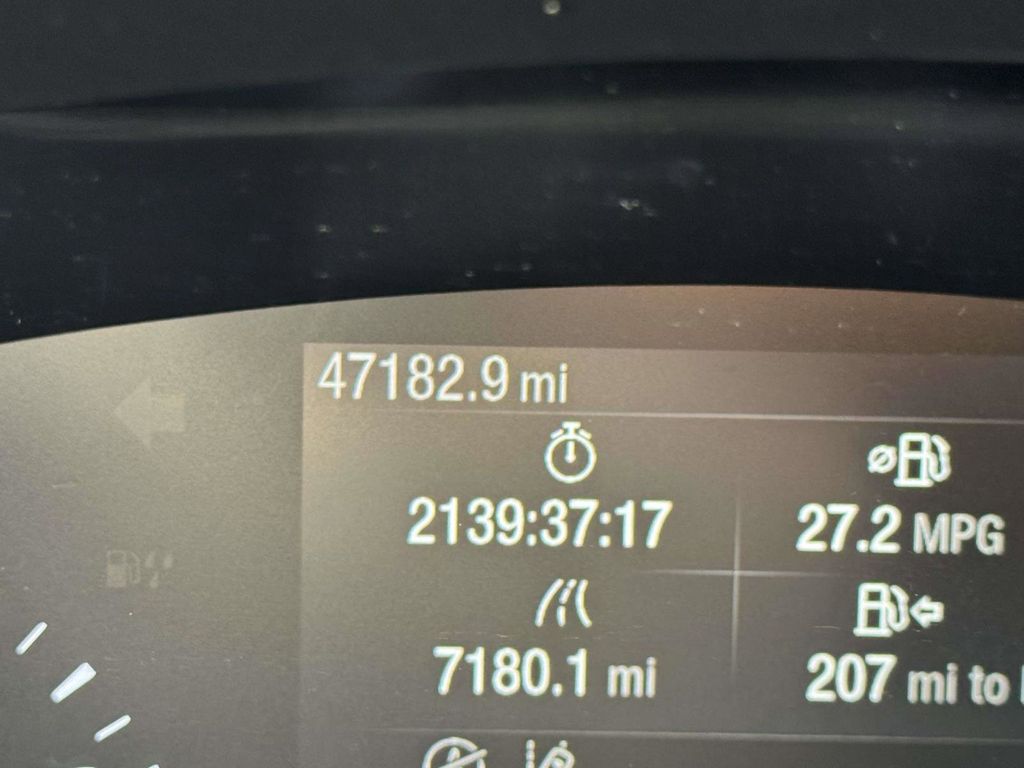 47182.9 mi
2139:37:17
27.2 MPG
7180.1 mi
207 mi to